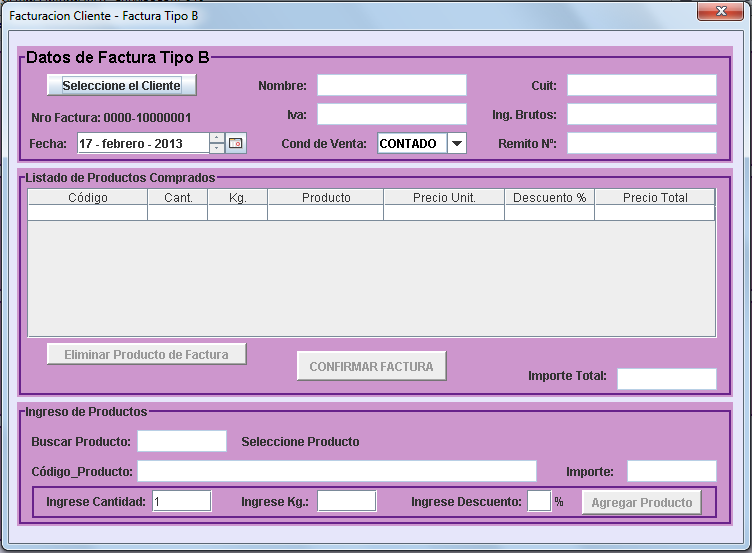 Facturacion Cliente - Factura Tipo B
Datos de Factura Tipo B
Seleccione el Cliente Nombre: Cuit:
Nro Factura: 0000-10000001 Iva: Ing. Brutos:
Fecha: 17 - febrero - 2013 Cond de Venta: CONTADO Remito Nº:
Listado de Productos Comprados
Código Cant. Kg. Producto Precio Unit. Descuento % Precio Total
Eliminar Producto de Factura
CONFIRMAR FACTURA
Importe Total:
Ingreso de Productos
Buscar Producto: Seleccione Producto
Código_Producto: Importe:
Ingrese Cantidad: 1 Ingrese Kg.: Ingrese Descuento: % Agregar Producto